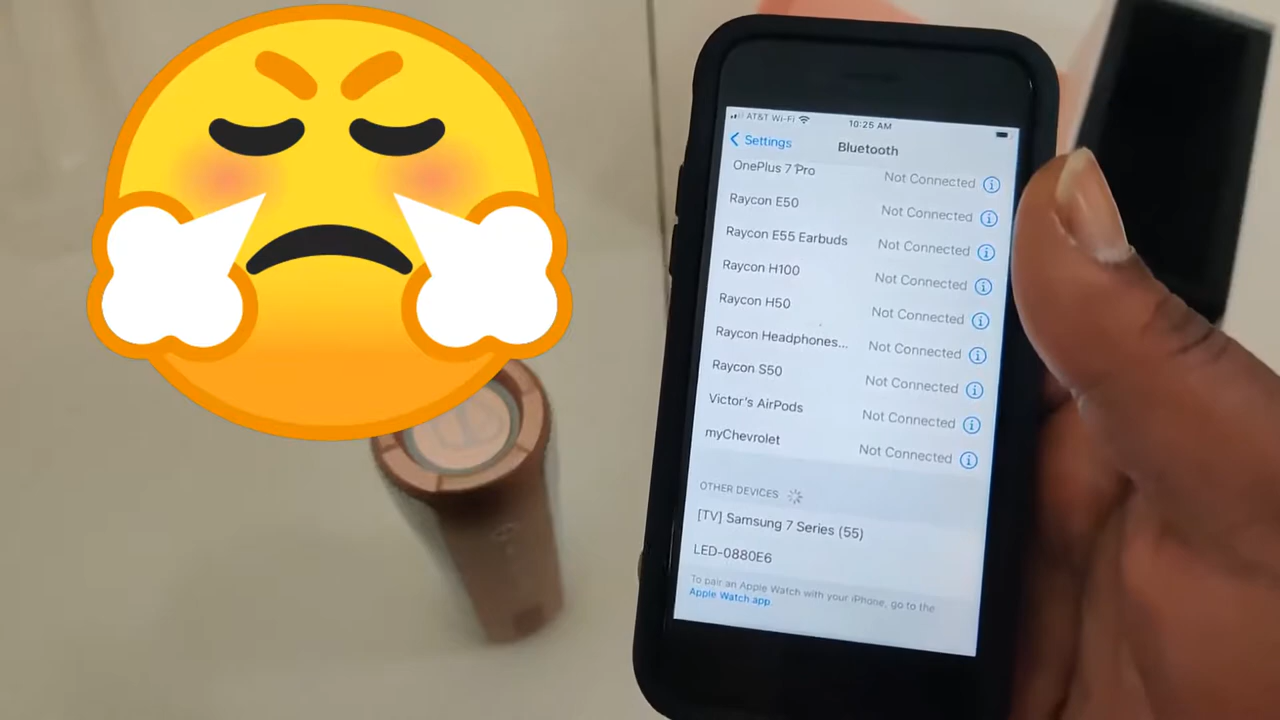 AT&T Wi-Fi 10:25 AM
Settings Bluetooth
OnePlus 7 Pro Not Connected
Raycon E50 Not Connected
Raycon E55 Earbuds Not Connected
Raycon H100 Not Connected
Raycon H50 Not Connected
Raycon Headphones... Not Connected
Raycon S50 Not Connected
Victor's AirPods Not Connected
myChevrolet Not Connected
OTHER DEVICES
[TV] Samsung 7 Series (55)
LED-0880E6
To pair an Apple Watch with your iPhone, go to the
Apple Watch app.